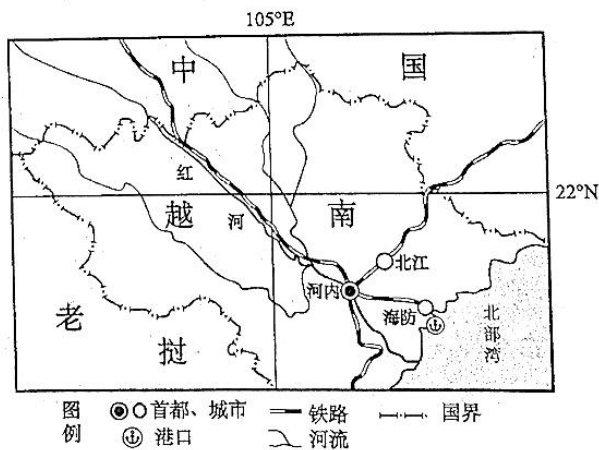 105°E
中 国
红
22°N
越 河 南
北江
河内
海防
北部湾
老 挝
图例
首都、城市 铁路 国界
港口 河流